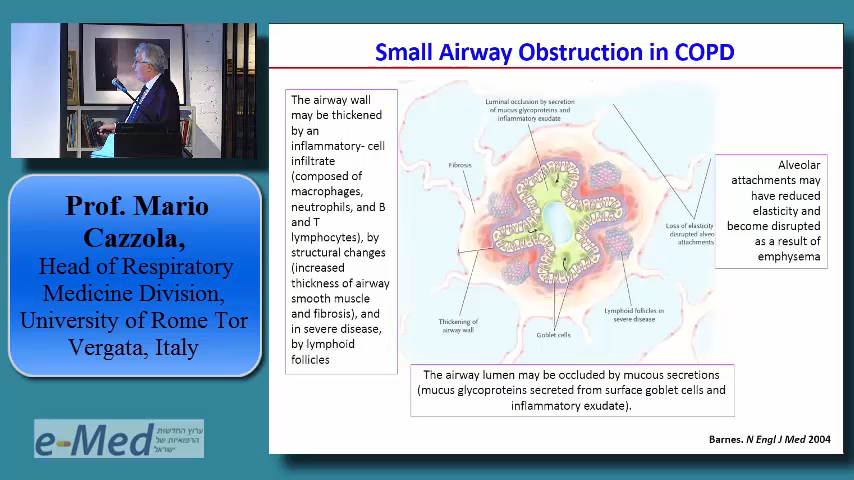 Small Airway Obstruction in COPD
The airway wall
may be thickened
by an
inflammatory- cell
infiltrate
(composed of
macrophages,
neutrophils, and B
and T
lymphocytes), by
structural changes
(increased
thickness of airway
smooth muscle
and fibrosis), and
in severe disease,
by lymphoid
follicles
Luminal occlusion by secretion
of mucus glycoproteins and
inflammatory exudate
Fibrosis
Loss of elasticity
disrupted alveo
attachments
Thickening of
airway wall
Goblet cells
Lymphoid follicles in
severe disease
Alveolar
attachments may
have reduced
elasticity and
become disrupted
as a result of
emphysema
The airway lumen may be occluded by mucous secretions
(mucus glycoproteins secreted from surface goblet cells and
inflammatory exudate).
Barnes. N Engl J Med 2004
Prof. Mario
Cazzola,
Head of Respiratory
Medicine Division,
University of Rome Tor
Vergata, Italy
e-Med
ערוץ החדשות
הרפואיות של
ישראל